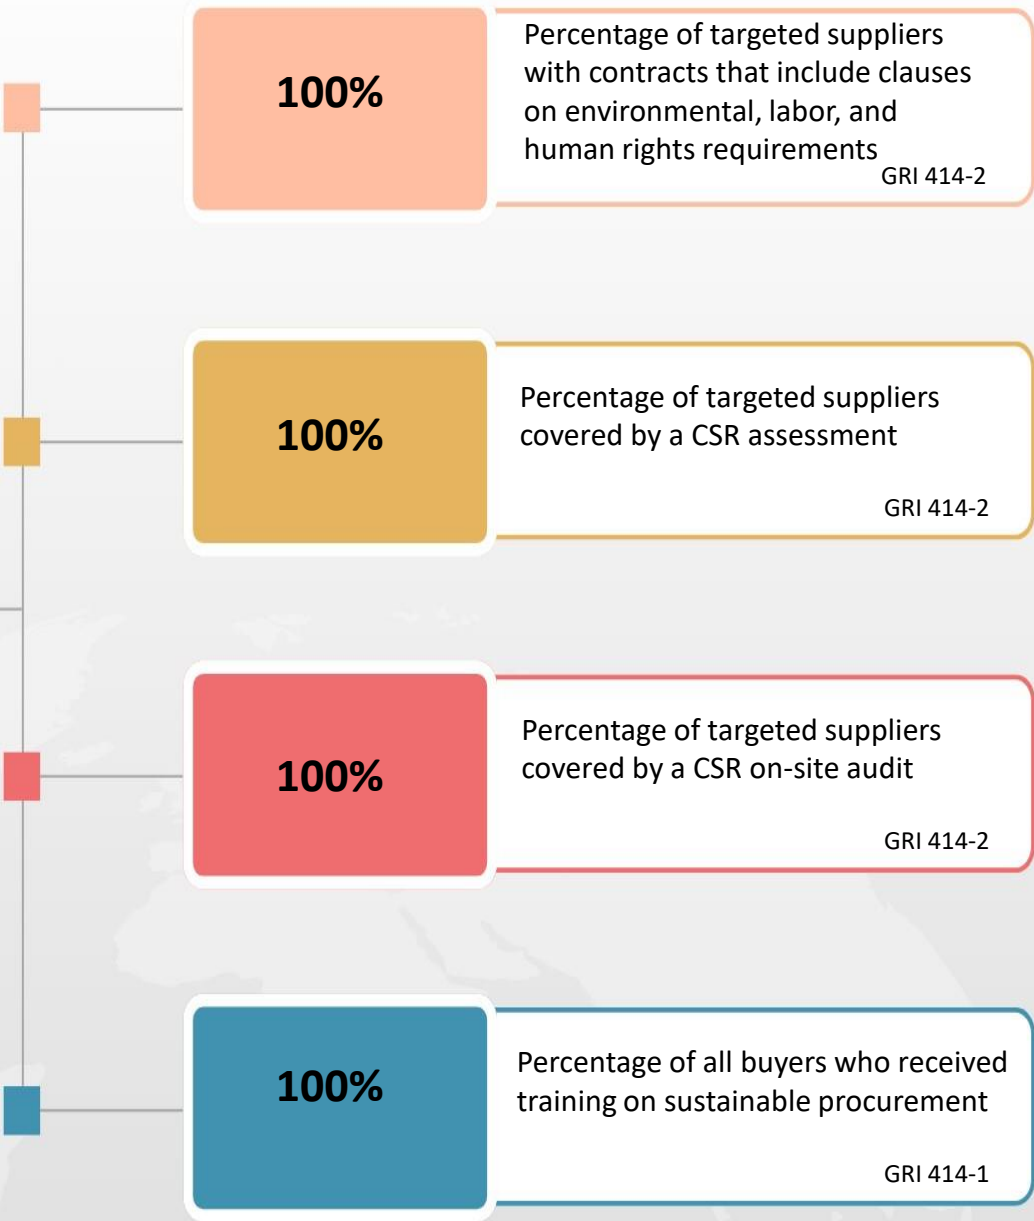 100%
Percentage of targeted suppliers
with contracts that include clauses
on environmental, labor, and
human rights requirements
GRI 414-2
100%
Percentage of targeted suppliers
covered by a CSR assessment
GRI 414-2
100%
Percentage of targeted suppliers
covered by a CSR on-site audit
GRI 414-2
100%
Percentage of all buyers who received
training on sustainable procurement
GRI 414-1